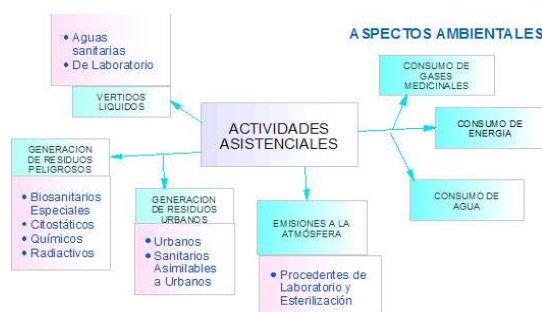 ASPECTOS AMBIENTALES
• Aguas
sanitarias
• De Laboratorio
VERTIDOS
LIQUIDOS
CONSUMO DE
GASES
MEDICINALES
CONSUMO DE
ENERGIA
CONSUMO DE
AGUA
ACTIVIDADES
ASISTENCIALES
GENERACION
DE RESIDUOS
PELIGROSOS
• Biosanitarios
Especiales
• Citostáticos
• Químicos
• Radiactivos
GENERACION
DE RESIDUOS
URBANOS
• Urbanos
• Sanitarios
Asimilables
a Urbanos
EMISIONES A LA
ATMÓSFERA
• Procedentes de
Laboratorio y
Esterilización